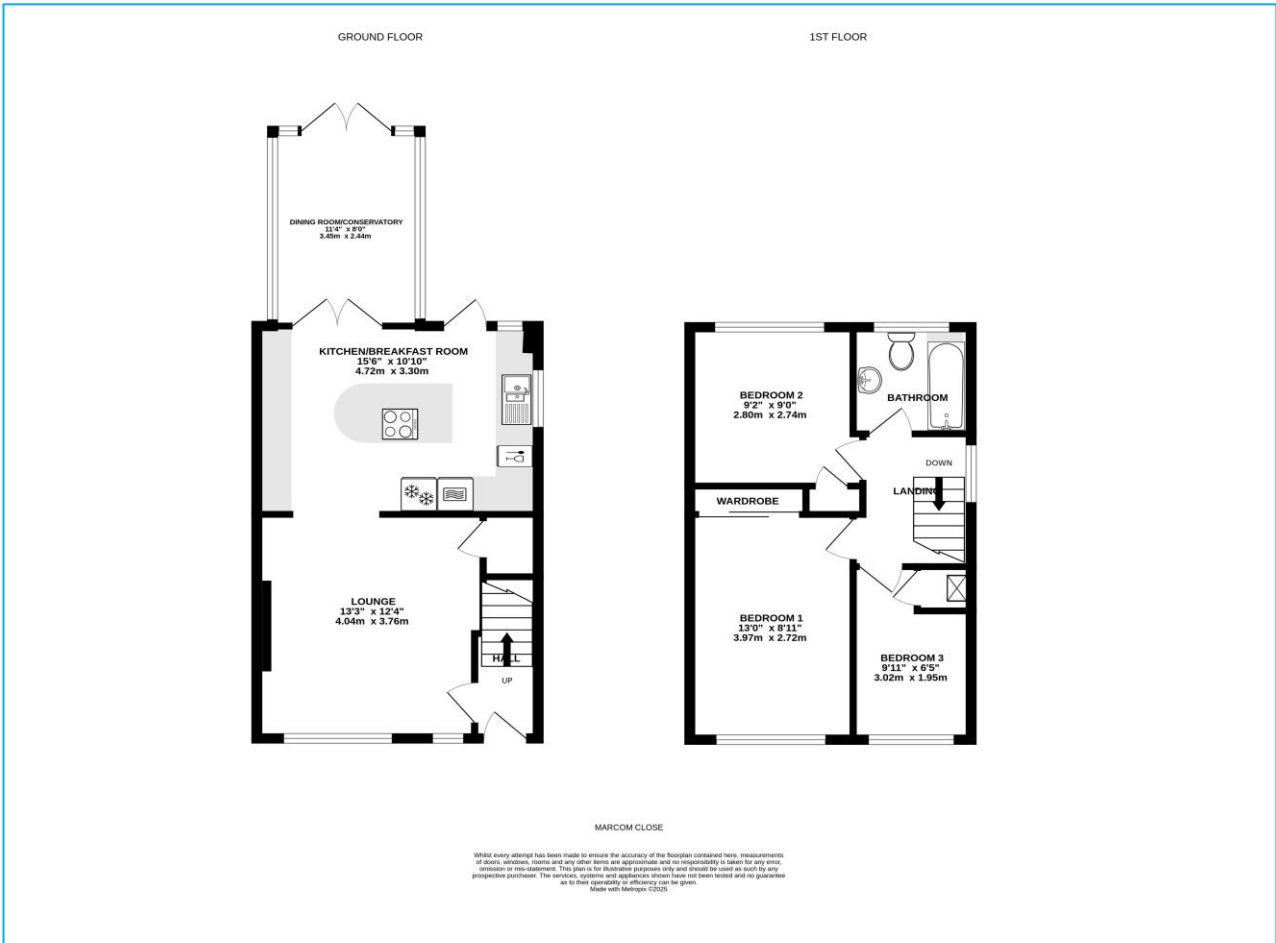 GROUND FLOOR
1ST FLOOR
DINING ROOM/CONSERVATORY
11'4" x 8'0"
3.45m x 2.44m
KITCHEN/BREAKFAST ROOM
15'6" x 10'10"
4.72m x 3.30m
LOUNGE
13'3" x 12'4"
4.04m x 3.76m
HALL
UP
BEDROOM 2
9'2" x 9'0"
2.80m x 2.74m
BATHROOM
DOWN
LANDING
WARDROBE
BEDROOM 1
13'0" x 8'11"
3.97m x 2.72m
BEDROOM 3
9'11" x 6'5"
3.02m x 1.95m
MARCOM CLOSE
Whilst every attempt has been made to ensure the accuracy of the floorplan contained here, measurements
of doors, windows, rooms and any other items are approximate and no responsibility is taken for any error,
omission or mis-statement. This plan is for illustrative purposes only and should be used as such by any
prospective purchaser. The services, systems and appliances shown have not been tested and no guarantee
as to their operability or efficiency can be given.
Made with Metropix ©2025